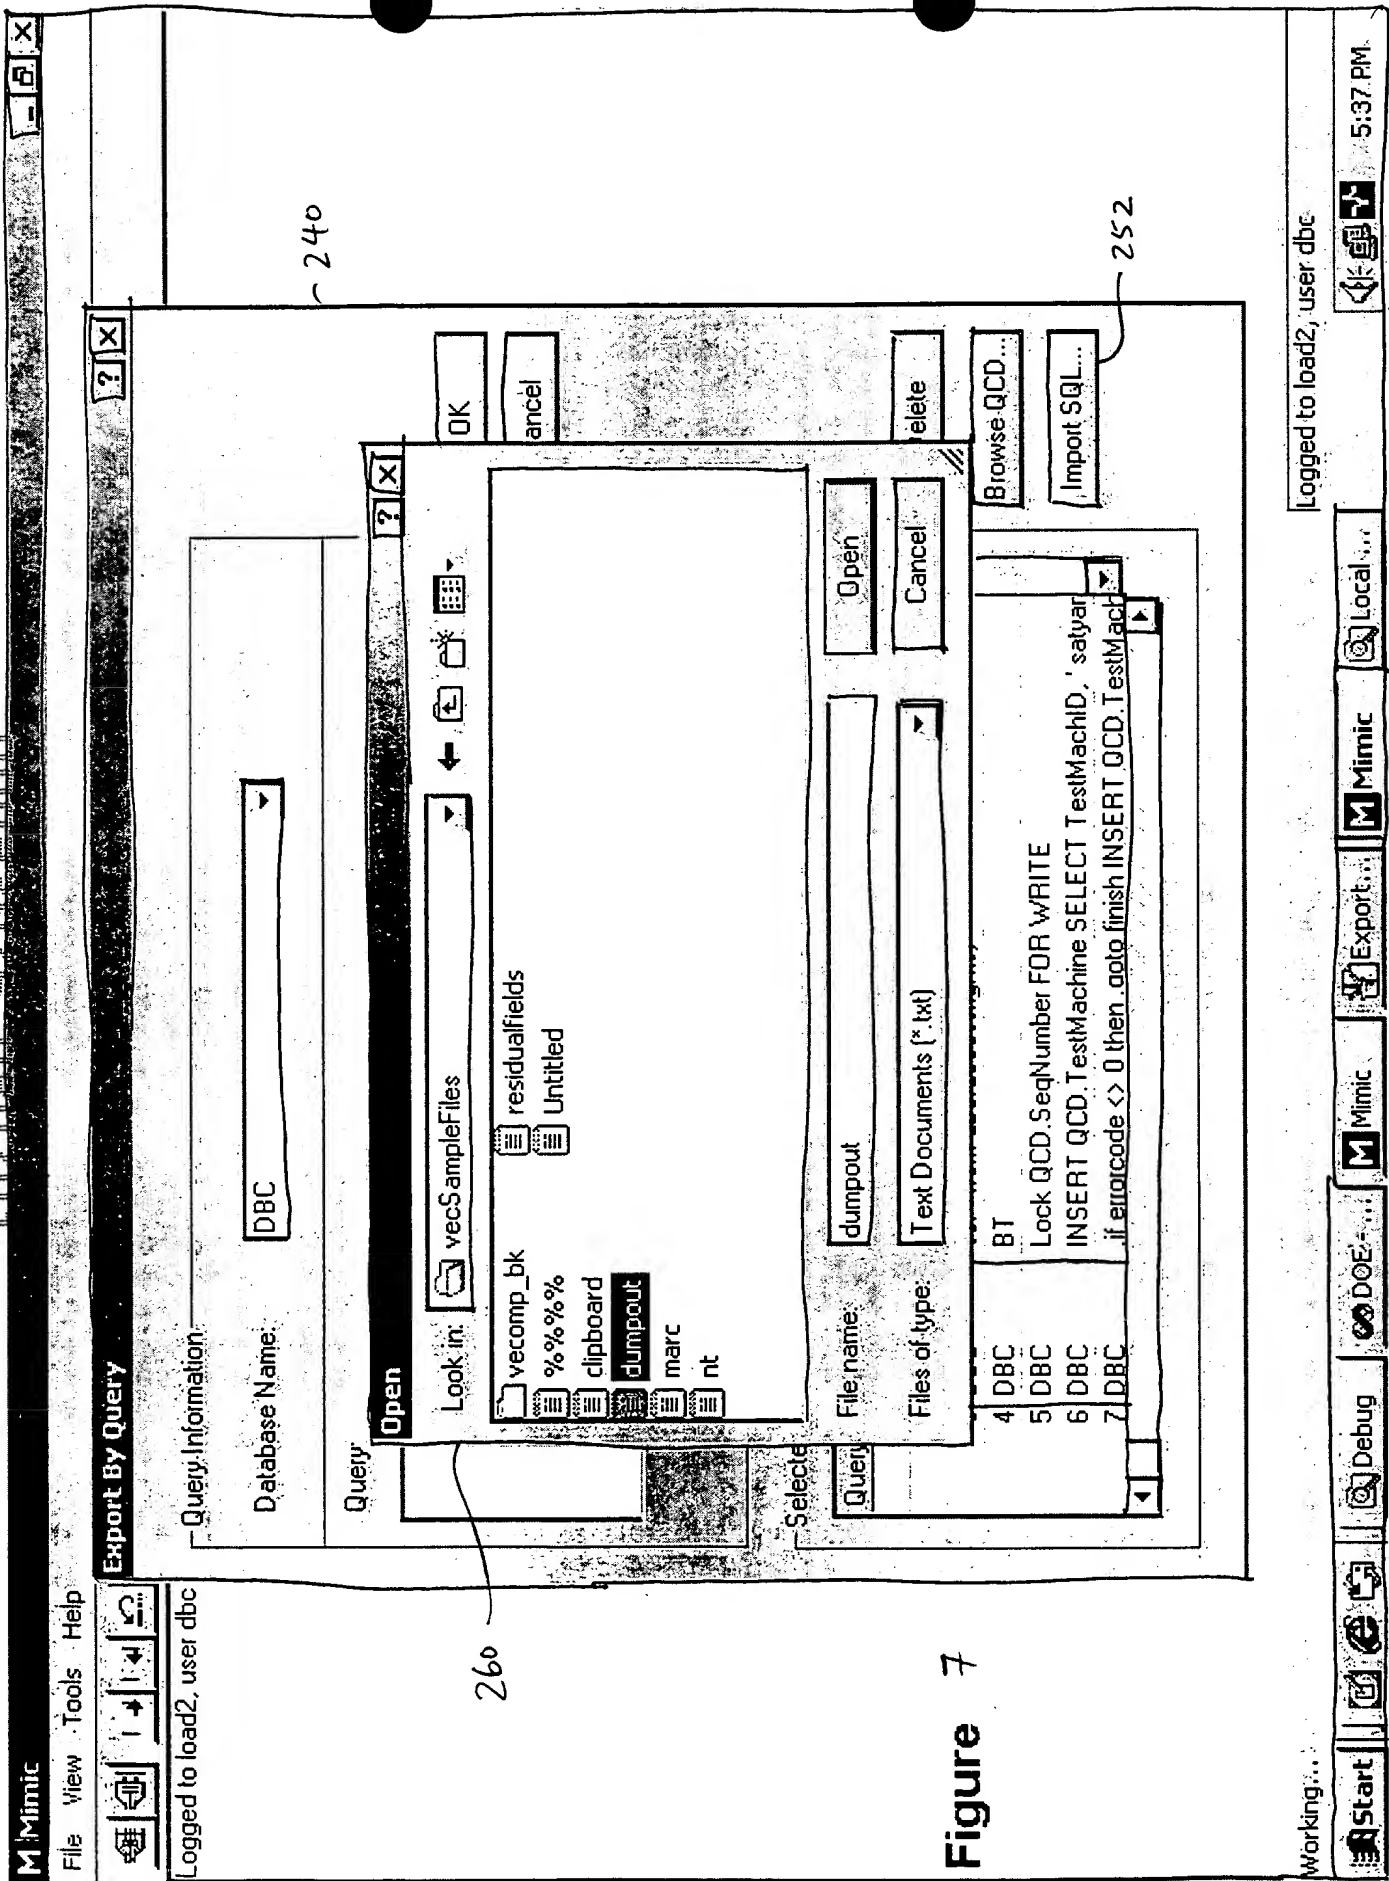 M Mimic
File View Tools Help
Export By Query
Logged to load2, user dbc
240
Query Information
Database Name:
DBC
OK
ancel
Query
Open
Look in:
vecSampleFiles
vecomp_bk
%%%%
clipboard
dumpout
marc
nt
residualfields
Untitled
260
File name:
dumpout
Open
Files of type:
Text Documents (*.txt)
Cancel
elete
Browse QCD...
Import SQL...
252
Selecte
Query
4 DBC BT
5 DBC Lock QCD.SeqNumber FOR WRITE
6 DBC INSERT QCD.TestMachine SELECT TestMachID, ' satyar
7 DBC .if errorcode <> 0 then .goto finish INSERT QCD.TestMach
Figure 7
Working...
Logged to load2, user dbc
Start
Debug
DOE - ...
M Mimic
Export...
M Mimic
Local ...
5:37 PM